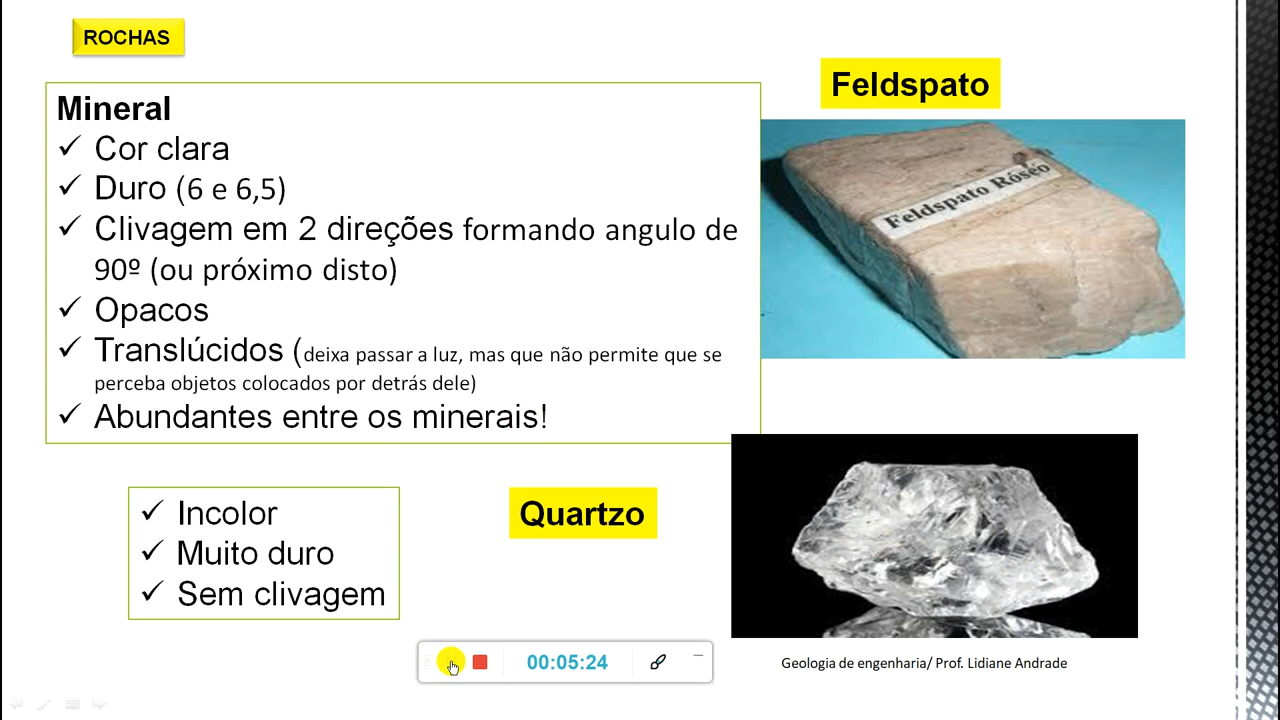 ROCHAS
Feldspato
Mineral
✓ Cor clara
✓ Duro (6 e 6,5)
✓ Clivagem em 2 direções formando angulo de
90º (ou próximo disto)
✓ Opacos
✓ Translúcidos (deixa passar a luz, mas que não permite que se
perceba objetos colocados por detrás dele)
✓ Abundantes entre os minerais!
Feldspato Róseo
✓ Incolor
✓ Muito duro
✓ Sem clivagem
Quartzo
00:05:24
Geologia de engenharia/ Prof. Lidiane Andrade